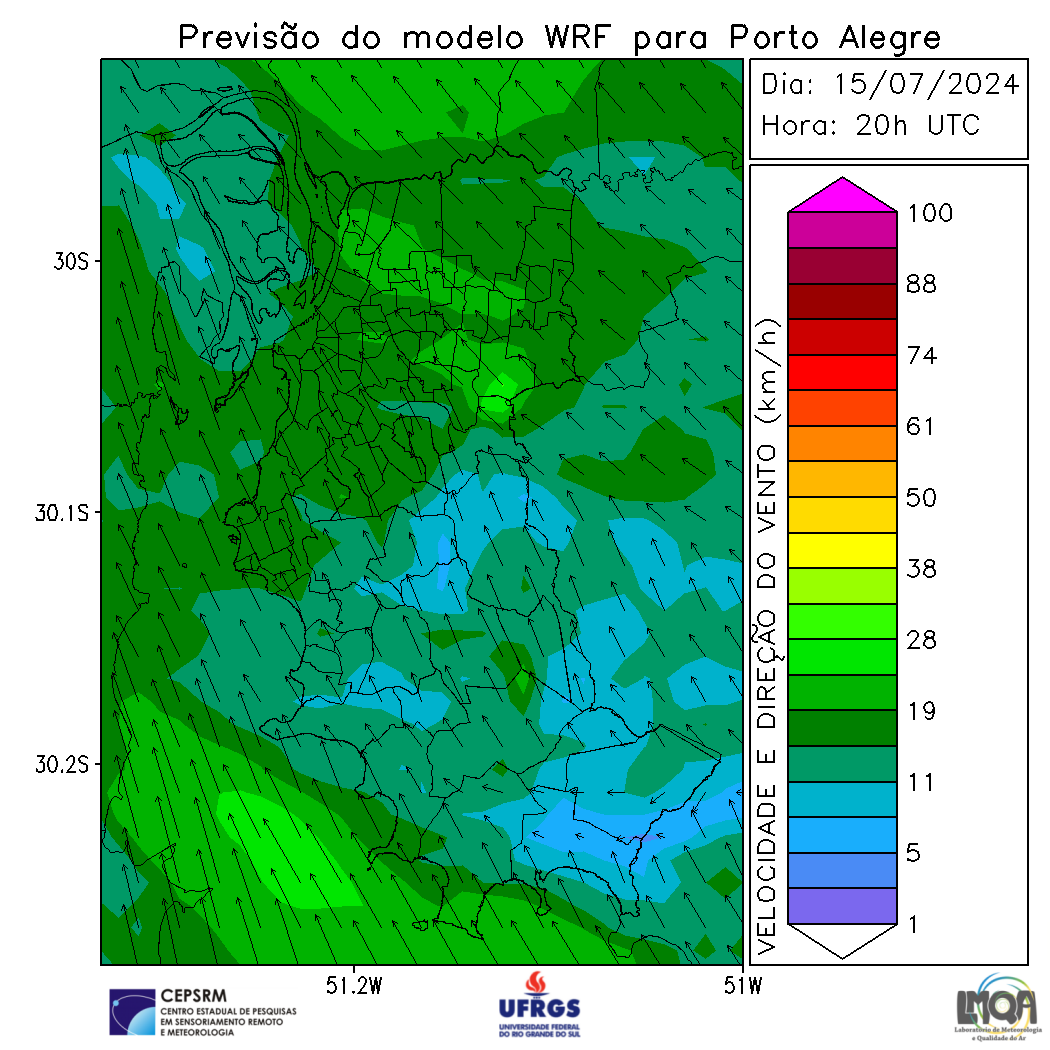 Previsão do modelo WRF para Porto Alegre
Dia: 15/07/2024
Hora: 20h UTC
30S
30.1S
30.2S
51.2W
51W
VELOCIDADE E DIREÇÃO DO VENTO (km/h)
100
88
74
61
50
38
28
19
11
5
1
CEPSRM
CENTRO ESTADUAL DE PESQUISAS
EM SENSORIAMENTO REMOTO
E METEOROLOGIA
UFRGS
UNIVERSIDADE FEDERAL
DO RIO GRANDE DO SUL
LMQA
Laboratório de Meteorologia
e Qualidade do Ar